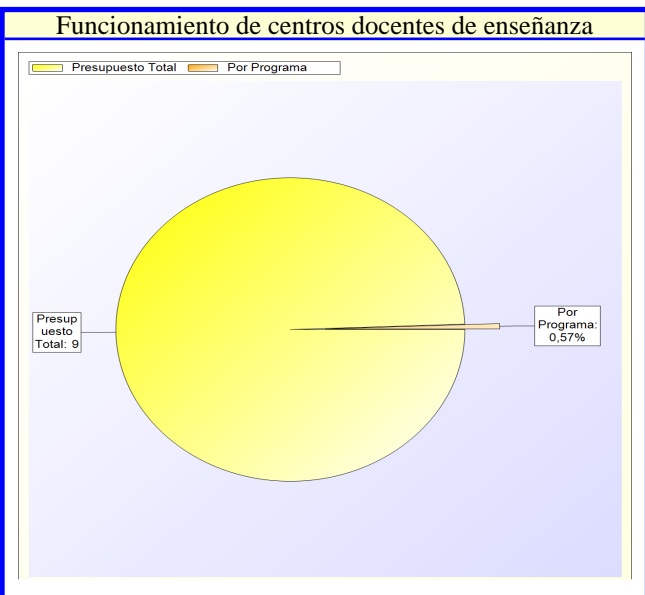 Funcionamiento de centros docentes de enseñanza
Presupuesto Total Por Programa
Presup
uesto
Total: 9
Por
Programa:
0,57%